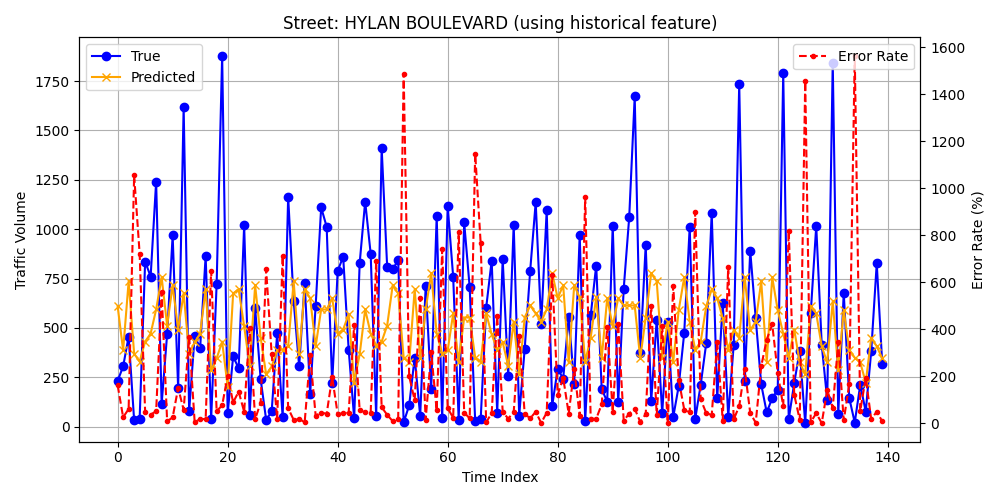 Street: HYLAN BOULEVARD (using historical feature)
True
Predicted
Error Rate
Traffic Volume
1750
1500
1250
1000
750
500
250
0
1600
1400
1200
1000
800
600
400
200
0
Error Rate (%)
0 20 40 60 80 100 120 140
Time Index